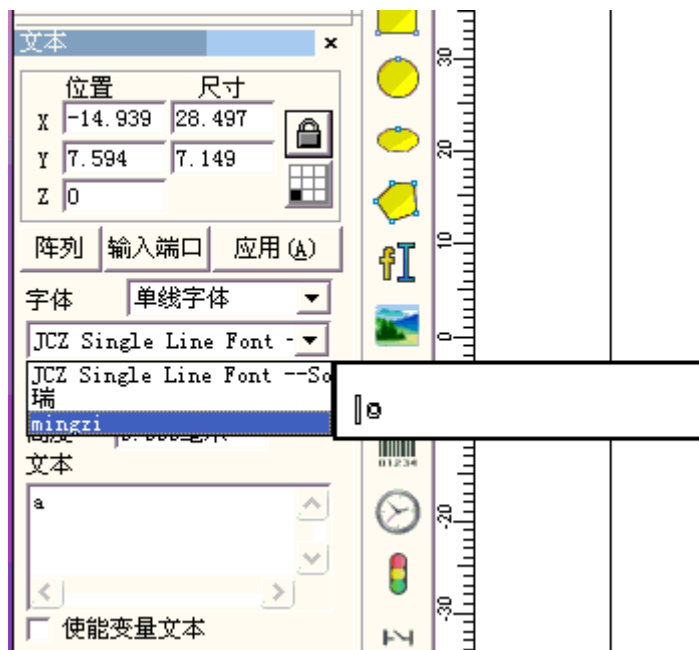 文本
位置 尺寸
X -14.939 28.497
Y 7.594 7.149
Z 0
阵列 输入端口 应用(A)
字体 单线字体
JCZ Single Line Font -
JCZ Single Line Font --So
瑞
mingzi
文本
a
使能变量文本
30
20
10
0
01234
-20
-30